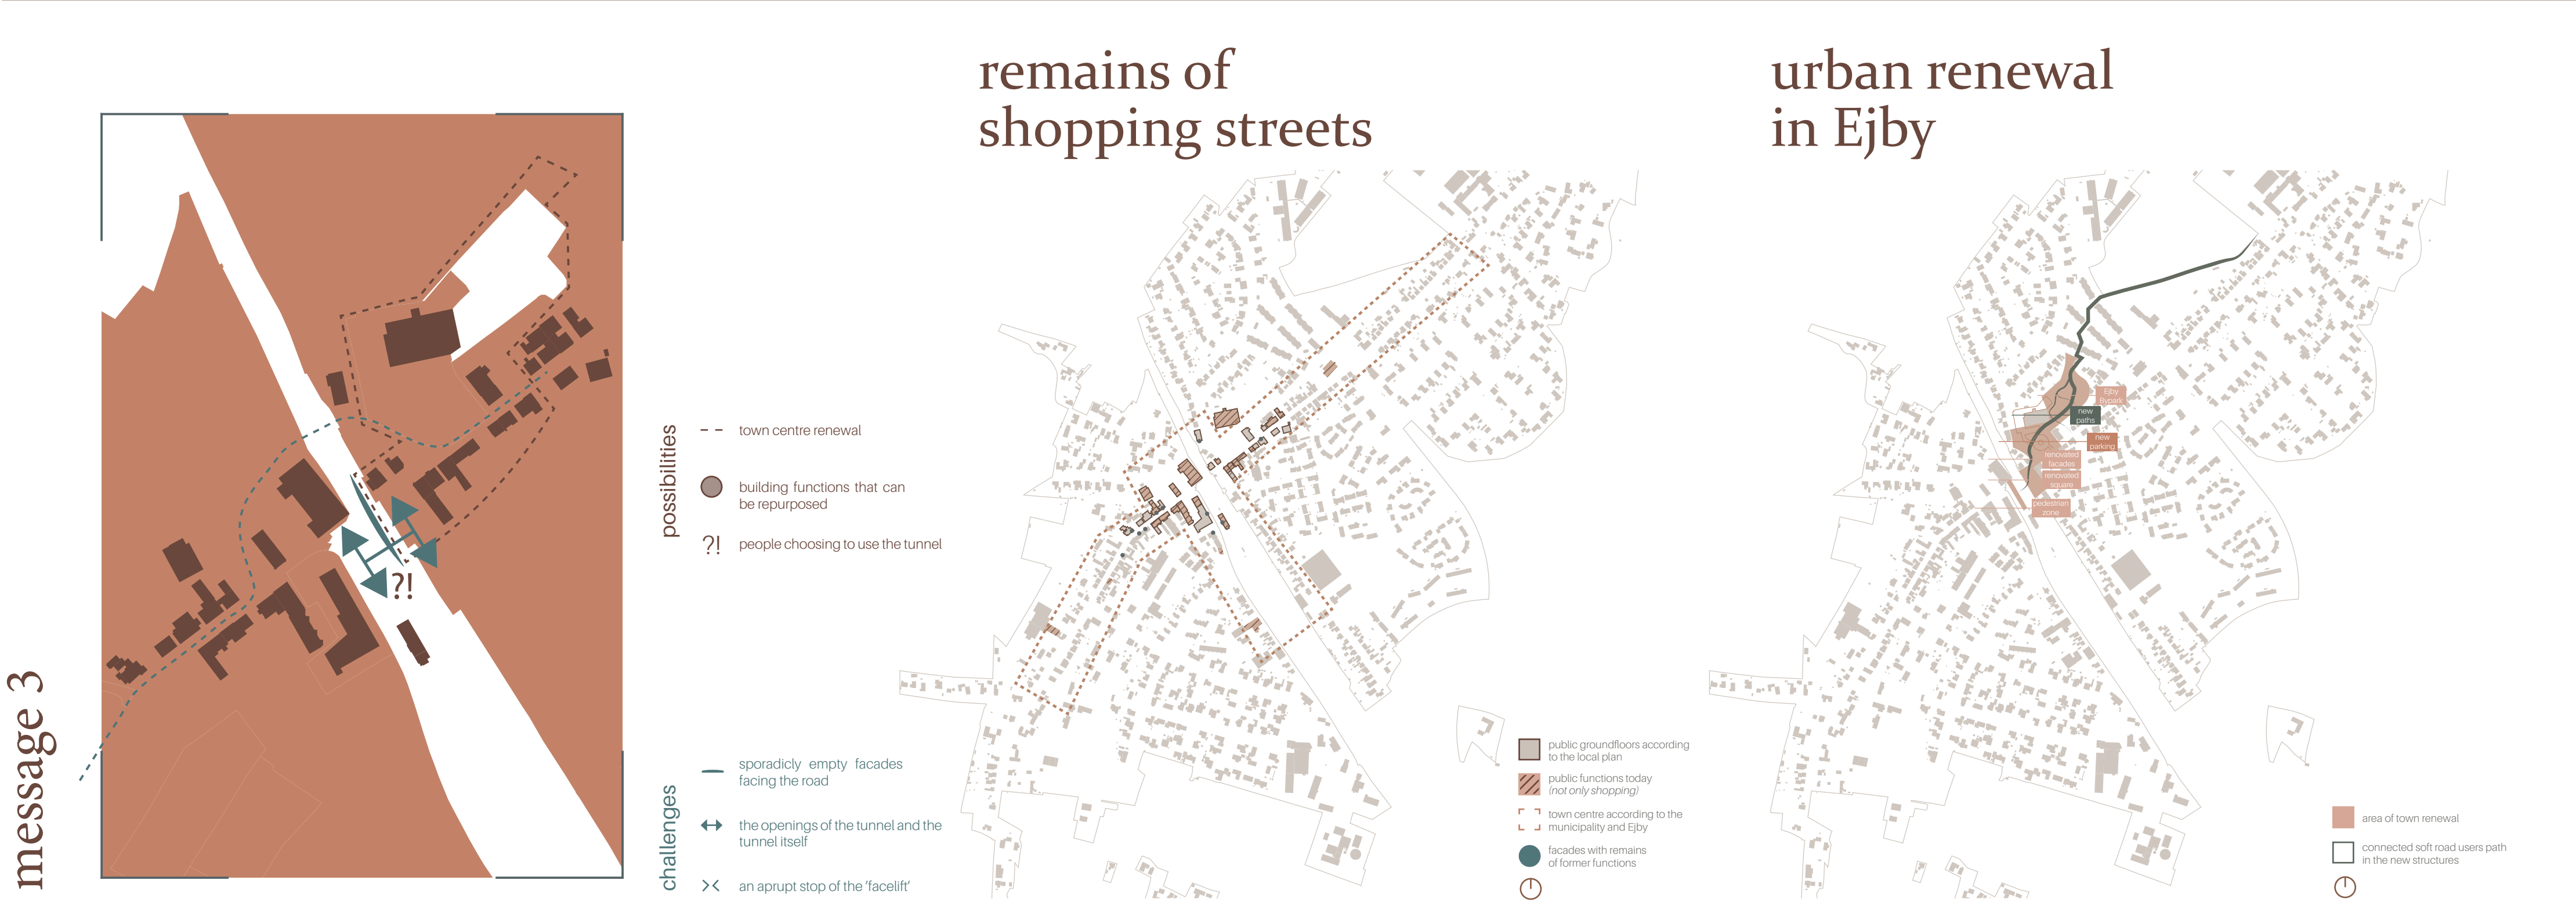 message 3
?!
possibilities
town centre renewal
building functions that can
be repurposed
?! people choosing to use the tunnel
challenges
sporadicly empty facades
facing the road
the openings of the tunnel and the
tunnel itself
an aprupt stop of the ‘facelift’
remains of
shopping streets
public groundfloors according
to the local plan
public functions today
(not only shopping)
town centre according to the
municipality and Ejby
facades with remains
of former functions
urban renewal
in Ejby
Ejby
Bypark
new
paths
new
parking
renovated
facades
renovated
square
pedestrian
zone
area of town renewal
connected soft road users path
in the new structures